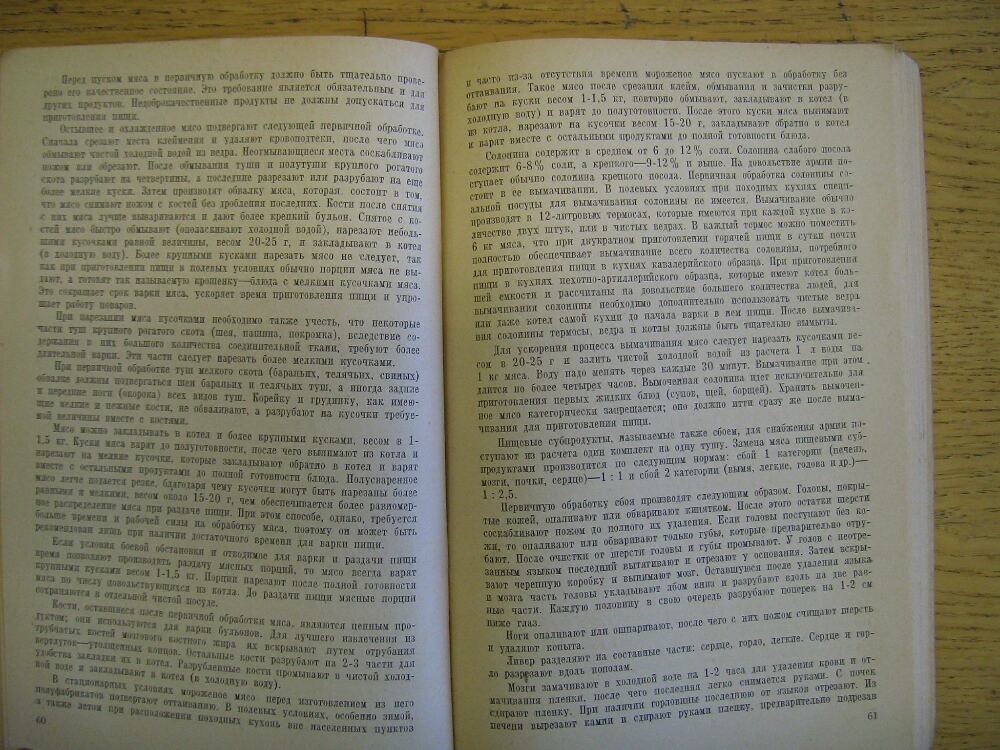 Перед пуском мяса в первичную обработку должно быть тщательно прове-
рено его качественное состояние. Это требование является обязательным и для
других продуктов. Недоброкачественные продукты не должны допускаться для
приготовления пищи.
Остывшее и охлажденное мясо подвергают следующей первичной обработке.
Сначала срезают места клеймения и удаляют кровоподтеки, после чего мясо
обмывают чистой холодной водой из ведра. Неотмывающиеся места соскабливают
ножом или обрезают. После обмывания туши и полутуши крупного рогатого
скота разрубают на четвертины, а последние разрезают или разрубают на еще
более мелкие куски. Затем производят обвалку мяса, которая состоит в том,
что мясо снимают ножом с костей без дробления последних. Кости после снятия
с них мяса лучше вывариваются и дают более крепкий бульон. Снятое с ко-
стей мясо быстро обмывают (ополаскивают холодной водой), нарезают неболь-
шими кусочками равной величины, весом 20-25 г, и закладывают в котел
(в холодную воду). Более крупными кусками нарезать мясо не следует, так
как при приготовлении пищи в полевых условиях обычно порции мяса не вы-
дают, а готовят так называемую крошенку—блюда с мелкими кусочками мяса.
Это сокращает срок варки мяса, ускоряет время приготовления пищи и упро-
щает работу поваров.
При нарезании мяса кусочками необходимо также учесть, что некоторые
части туш крупного рогатого скота (шея, пашина, покромка), вследствие со-
держания в них большого количества соединительной ткани, требуют более
длительной варки. Эти части следует нарезать более мелкими кусочками.
При первичной обработке туш мелкого скота (бараньих, телячьих, свиных)
обвалке должны подвергаться шеи бараньих и телячьих туш, а иногда задние
и передние ноги (окорока) всех видов туш. Корейку и грудинку, как имею-
щие мелкие и нежные кости, не обваливают, а разрубают на кусочки требуе-
мой величины вместе с костями.
Мясо можно закладывать в котел и более крупными кусками, весом в 1-
1,5 кг. Куски мяса варят до полуготовности, после чего вынимают из котла и
нарезают на мелкие кусочки, которые закладывают обратно в котел и варят
вместе с остальными продуктами до полной готовности блюда. Полусваренное
мясо легче подается резке, благодаря чему кусочки могут быть нарезаны более
равными и мелкими, весом около 15-20 г, чем обеспечивается более равномер-
ное распределение мяса при раздаче пищи. При этом способе, однако, требуется
больше времени и рабочей силы на обработку мяса, поэтому он может быть
рекомендован лишь при наличии достаточного времени для варки пищи.
Если условия боевой обстановки и отводимое для варки и раздачи пищи
время позволяют производить раздачу мясных порций, то мясо всегда варят
крупными кусками весом 1-1,5 кг. Порции нарезают после полной готовности
мяса по числу довольствующихся из котла. До раздачи пищи мясные порции
сохраняются в отдельной чистой посуде.
Кости, оставшиеся после первичной обработки мяса, являются ценным про-
дуктом; они используются для варки бульонов. Для лучшего извлечения из
трубчатых костей мозгового костного жира их вскрывают путем отрубания
вертлугов—утолщенных концов. Остальные кости разрубают на 2-3 части для
удобства закладки их в котел. Разрубленные кости промывают в чистой холод-
ной воде и закладывают в котел (в холодную воду).
В стационарных условиях мороженое мясо перед изготовлением из него
полуфабрикатов подвергают оттаиванию. В полевых условиях, особенно зимой,
а также летом при расположении походных кухонь вне населенных пунктов
60
и часто из-за отсутствия времени мороженое мясо пускают в обработку без
оттаивания. Такое мясо после срезания клейм, обмывания и зачистки разру-
бают на куски весом 1-1,5 кг, повторно обмывают, закладывают в котел (в
холодную воду) и варят до полуготовности. После этого куски мяса вынимают
из котла, нарезают на кусочки весом 15-20 г, закладывают обратно в котел
и варят вместе с остальными продуктами до полной готовности блюда.
Солонина содержит в среднем от 6 до 12% соли. Солонина слабого посола
содержит 6-8% соли, а крепкого—9-12% и выше. На довольствие армии по-
ступает обычно солонина крепкого посола. Первичная обработка солонины со-
стоит в ее вымачивании. В полевых условиях при походных кухнях специ-
альной посуды для вымачивания солонины не имеется. Вымачивание обычно
производят в 12-литровых термосах, которые имеются при каждой кухне в ко-
личестве двух штук, или в чистых ведрах. В каждый термос можно поместить
6 кг мяса, что при двукратном приготовлении горячей пищи в сутки почти
полностью обеспечивает вымачивание всего количества солонины, потребного
для приготовления пищи в кухнях кавалерийского образца. При приготовлении
пищи в кухнях пехотно-артиллерийского образца, которые имеют котел боль-
шей емкости и рассчитаны на довольствие большего количества людей, для
вымачивания солонины необходимо дополнительно использовать чистые ведра
или даже котел самой кухни до начала варки в нем пищи. После вымачива-
ния солонины термосы, ведра и котлы должны быть тщательно вымыты.
Для ускорения процесса вымачивания мясо следует нарезать кусочками ве-
сом в 20-25 г и залить чистой холодной водой из расчета 1 л воды на
1 кг мяса. Воду надо менять через каждые 30 минут. Вымачивание при этом
длится не более четырех часов. Вымоченная солонина идет исключительно для
приготовления первых жидких блюд (супов, щей, борщей). Хранить вымочен-
ное мясо категорически запрещается; оно должно итти сразу же после выма-
чивания для приготовления пищи.
Пищевые субпродукты, называемые также сбоем, для снабжения армии по-
ступают из расчета один комплект на одну тушу. Замена мяса пищевыми суб-
продуктами производится по следующим нормам: сбой 1 категории (печень,
мозги, почки, сердце)—1 : 1 и сбой 2 категории (вымя, легкие, голова и др.)—
1 : 2,5.
Первичную обработку сбоя производят следующим образом. Головы, покры-
тые кожей, опаливают или обваривают кипятком. После этого остатки шерсти
соскабливают ножом до полного их удаления. Если головы поступают без ко-
жи, то опаливают или обваривают только губы, которые предварительно отру-
бают. После очистки от шерсти головы и губы промывают. У голов с неотре-
занным языком последний вытягивают и отрезают у основания. Затем вскры-
вают черепную коробку и вынимают мозг. Оставшуюся после удаления языка
и мозга часть головы укладывают лбом вниз и разрубают вдоль на две рав-
ные части. Каждую половину в свою очередь разрубают поперек на 1-2 см
ниже глаз.
Ноги опаливают или ошпаривают, после чего с них ножом счищают шерсть
и удаляют копыта.
Ливер разделяют на составные части: сердце, горло, легкие. Сердце и гор-
ло разрезают вдоль пополам.
Мозги замачивают в холодной воде на 1-2 часа для удаления крови и от-
мачивания пленки, после чего последняя легко снимается руками. С почек
сдирают пленку. При наличии горловины последнюю от языков отрезают. Из
печени вырезают камни и сдирают руками пленку, предварительно подрезав
61